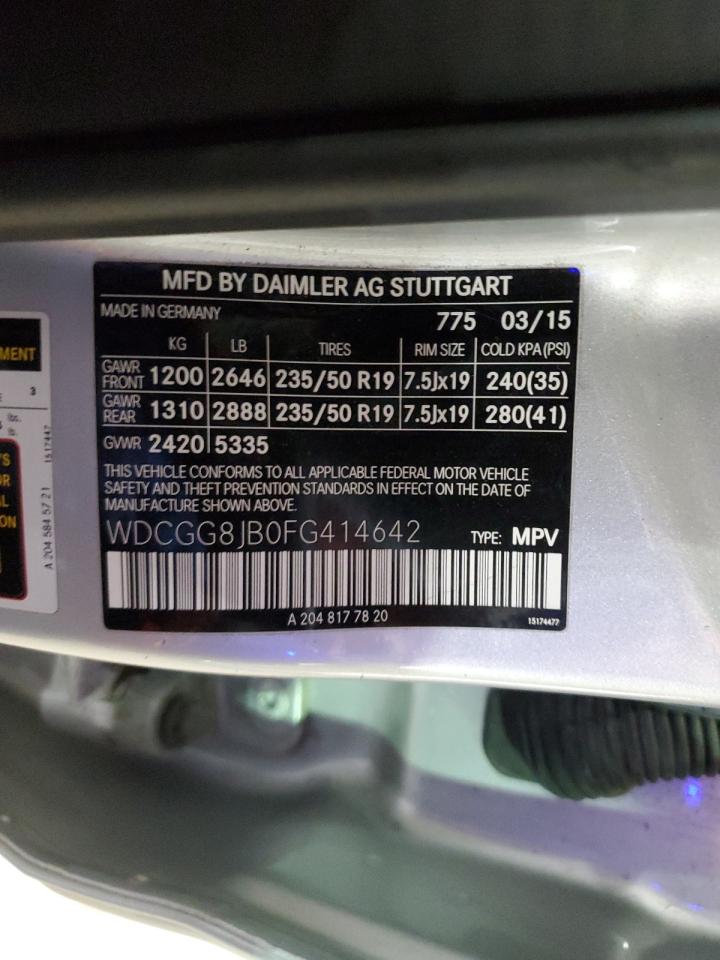 MFD BY DAIMLER AG STUTTGART
MADE IN GERMANY 775 03/15
KG LB TIRES RIM SIZE COLD KPA (PSI)
GAWR FRONT 1200 2646 235/50 R19 7.5Jx19 240(35)
GAWR REAR 1310 2888 235/50 R19 7.5Jx19 280(41)
GVWR 2420 5335
THIS VEHICLE CONFORMS TO ALL APPLICABLE FEDERAL MOTOR VEHICLE
SAFETY AND THEFT PREVENTION STANDARDS IN EFFECT ON THE DATE OF
MANUFACTURE SHOWN ABOVE.
WDCGG8JB0FG414642 TYPE: MPV
A 204 817 78 20
15174477
3
lbs.
A 204 584 57 21